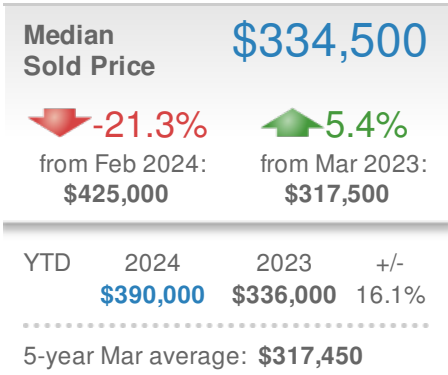 Median
Sold Price
$334,500
-21.3%
5.4%
from Feb 2024:
from Mar 2023:
$425,000
$317,500
YTD 2024 2023 +/-
$390,000 $336,000 16.1%
5-year Mar average: $317,450